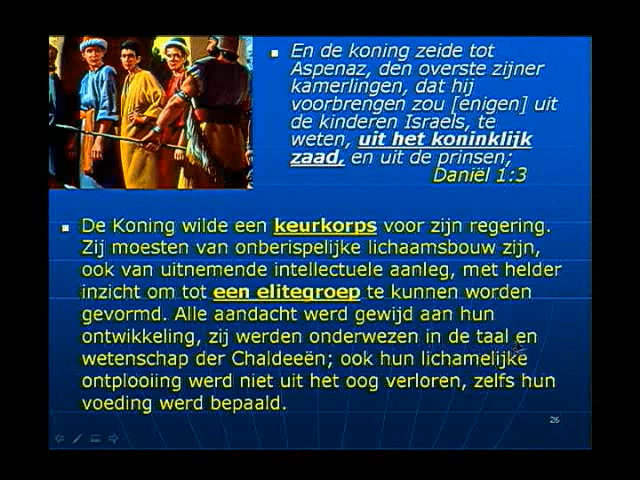 En de koning zeide tot
Aspenaz, den overste zijner
kamerlingen, dat hij
voorbrengen zou [enigen] uit
de kinderen Israels, te
weten, uit het koninklijk
zaad, en uit de prinsen;
Daniël 1:3
De Koning wilde een keurkorps voor zijn regering.
Zij moesten van onberispelijke lichaamsbouw zijn,
ook van uitnemende intellectuele aanleg, met helder
inzicht om tot een elitegroep te kunnen worden
gevormd. Alle aandacht werd gewijd aan hun
ontwikkeling, zij werden onderwezen in de taal en
wetenschap der Chaldeeën; ook hun lichamelijke
ontplooiing werd niet uit het oog verloren, zelfs hun
voeding werd bepaald.
26